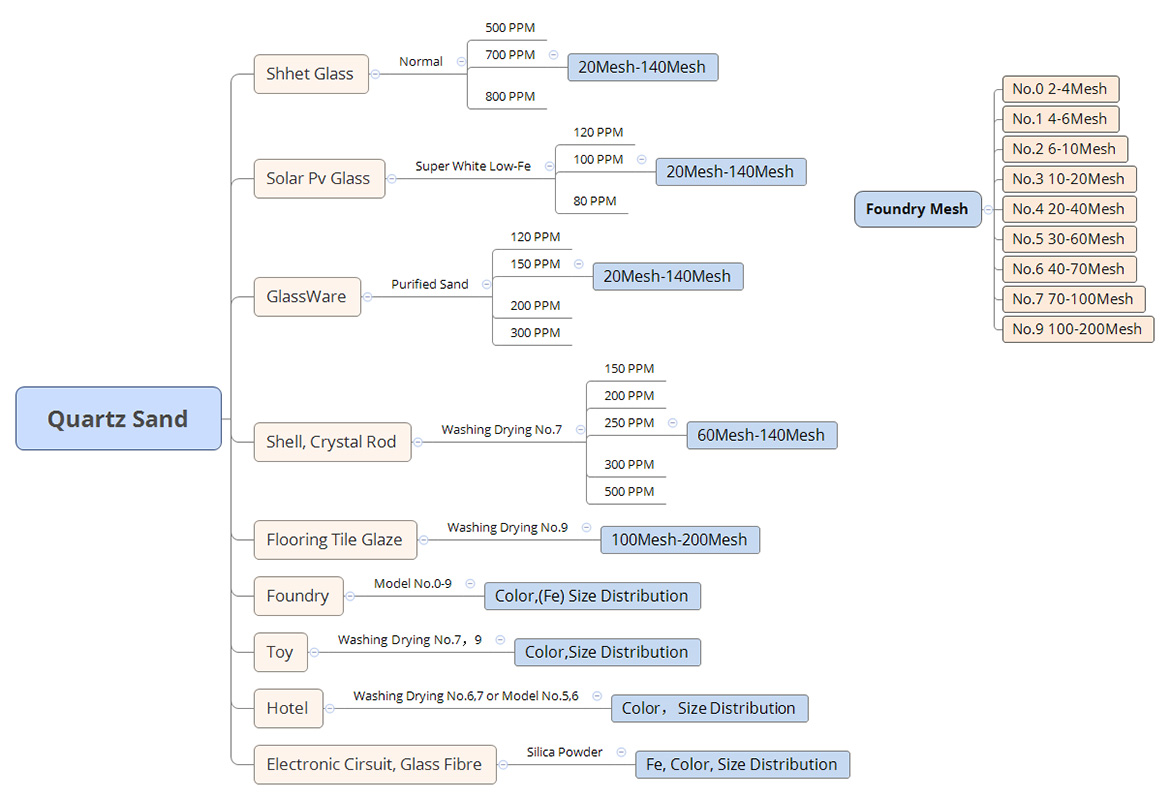 Quartz Sand
Shhet Glass
Normal
500 PPM
700 PPM
800 PPM
20Mesh-140Mesh
Solar Pv Glass
Super White Low-Fe
120 PPM
100 PPM
80 PPM
20Mesh-140Mesh
GlassWare
Purified Sand
120 PPM
150 PPM
200 PPM
300 PPM
20Mesh-140Mesh
Shell, Crystal Rod
Washing Drying No.7
150 PPM
200 PPM
250 PPM
300 PPM
500 PPM
60Mesh-140Mesh
Flooring Tile Glaze
Washing Drying No.9
100Mesh-200Mesh
Foundry
Model No.0-9
Color,(Fe) Size Distribution
Toy
Washing Drying No.7，9
Color,Size Distribution
Hotel
Washing Drying No.6,7 or Model No.5,6
Color， Size Distribution
Electronic Cirsuit, Glass Fibre
Silica Powder
Fe, Color, Size Distribution
Foundry Mesh
No.0 2-4Mesh
No.1 4-6Mesh
No.2 6-10Mesh
No.3 10-20Mesh
No.4 20-40Mesh
No.5 30-60Mesh
No.6 40-70Mesh
No.7 70-100Mesh
No.9 100-200Mesh